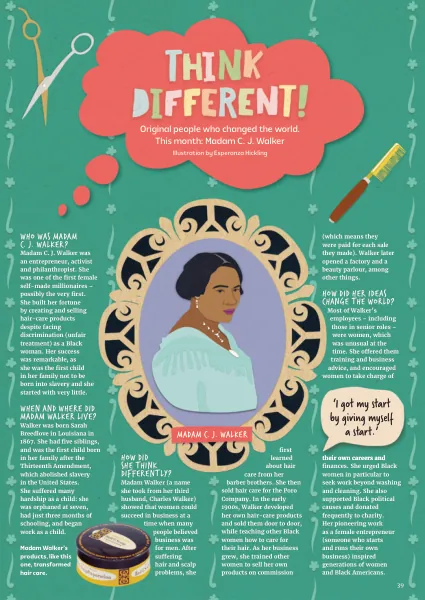 THINK
DIFFERENT!
Original people who changed the world.
This month: Madam C. J. Walker
Illustration by Esperanza Hickling
WHO WAS MADAM
C. J. WALKER?
Madam C. J. Walker was
an entrepreneur, activist
and philanthropist. She
was one of the first female
self-made millionaires –
possibly the very first.
She built her fortune
by creating and selling
hair-care products
despite facing
discrimination (unfair
treatment) as a Black
woman. Her success
was remarkable, as
she was the first child
in her family not to be
born into slavery and she
started with very little.
WHEN AND WHERE DID
MADAM WALKER LIVE?
Walker was born Sarah
Breedlove in Louisiana in
1867. She had five siblings,
and was the first child born
in her family after the
Thirteenth Amendment,
which abolished slavery
in the United States.
She suffered many
hardships as a child: she
was orphaned at seven,
had just three months of
schooling, and began
work as a child.
Madam Walker's
products, like this
one, transformed
hair care.
MADAM C. J. WALKER
HOW DID
SHE THINK
DIFFERENTLY?
Madam Walker (a name
she took from her third
husband, Charles Walker)
showed that women could
succeed in business at a
time when many
people believed
business was
for men. After
suffering
hair and scalp
problems, she
first
learned
about hair
care from her
barber brothers. She then
sold hair care for the Poro
Company. In the early
1900s, Walker developed
her own hair-care products
and sold them door to door,
while teaching other Black
women how to care for
their hair. As her business
grew, she trained other
women to sell her own
products on commission
(which means they
were paid for each sale
they made). Walker later
opened a factory and a
beauty parlour, among
other things.
HOW DID HER IDEAS
CHANGE THE WORLD?
Most of Walker's
employees – including
those in senior roles –
were women, which
was unusual at the
time. She offered them
training and business
advice, and encouraged
women to take charge of
'I got my start
by giving myself
a start.'
their own careers and
finances. She urged Black
women in particular to
seek work beyond washing
and cleaning. She also
supported Black political
causes and donated
frequently to charity.
Her pioneering work
as a female entrepreneur
(someone who starts
and runs their own
business) inspired
generations of women
and Black Americans.
39